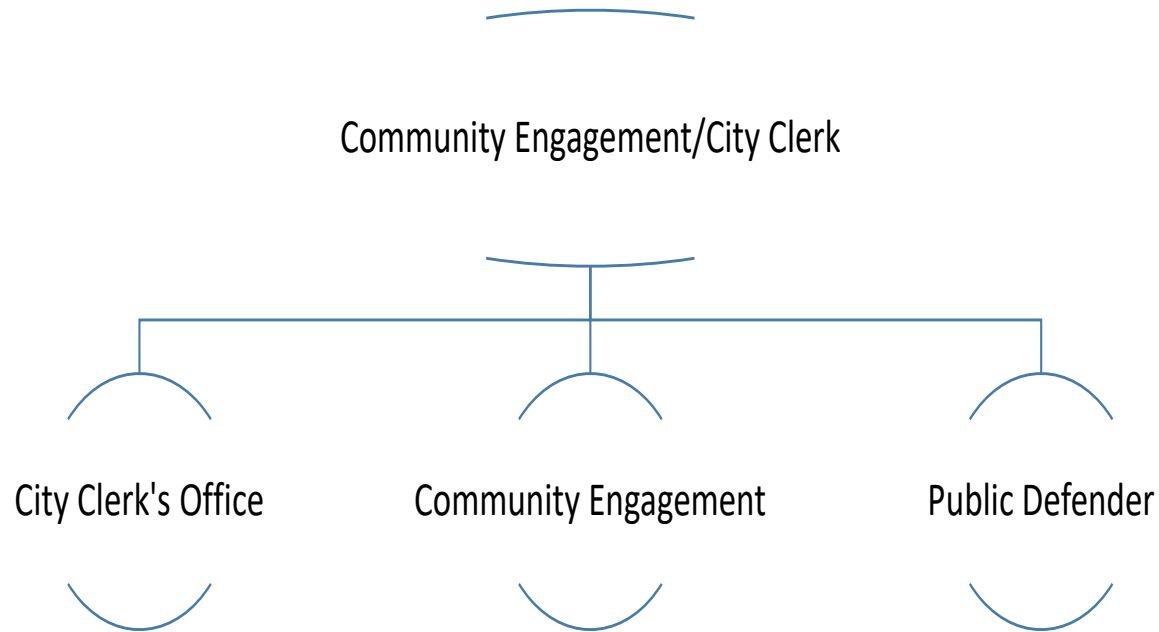 Community Engagement/City Clerk
City Clerk's Office
Community Engagement
Public Defender